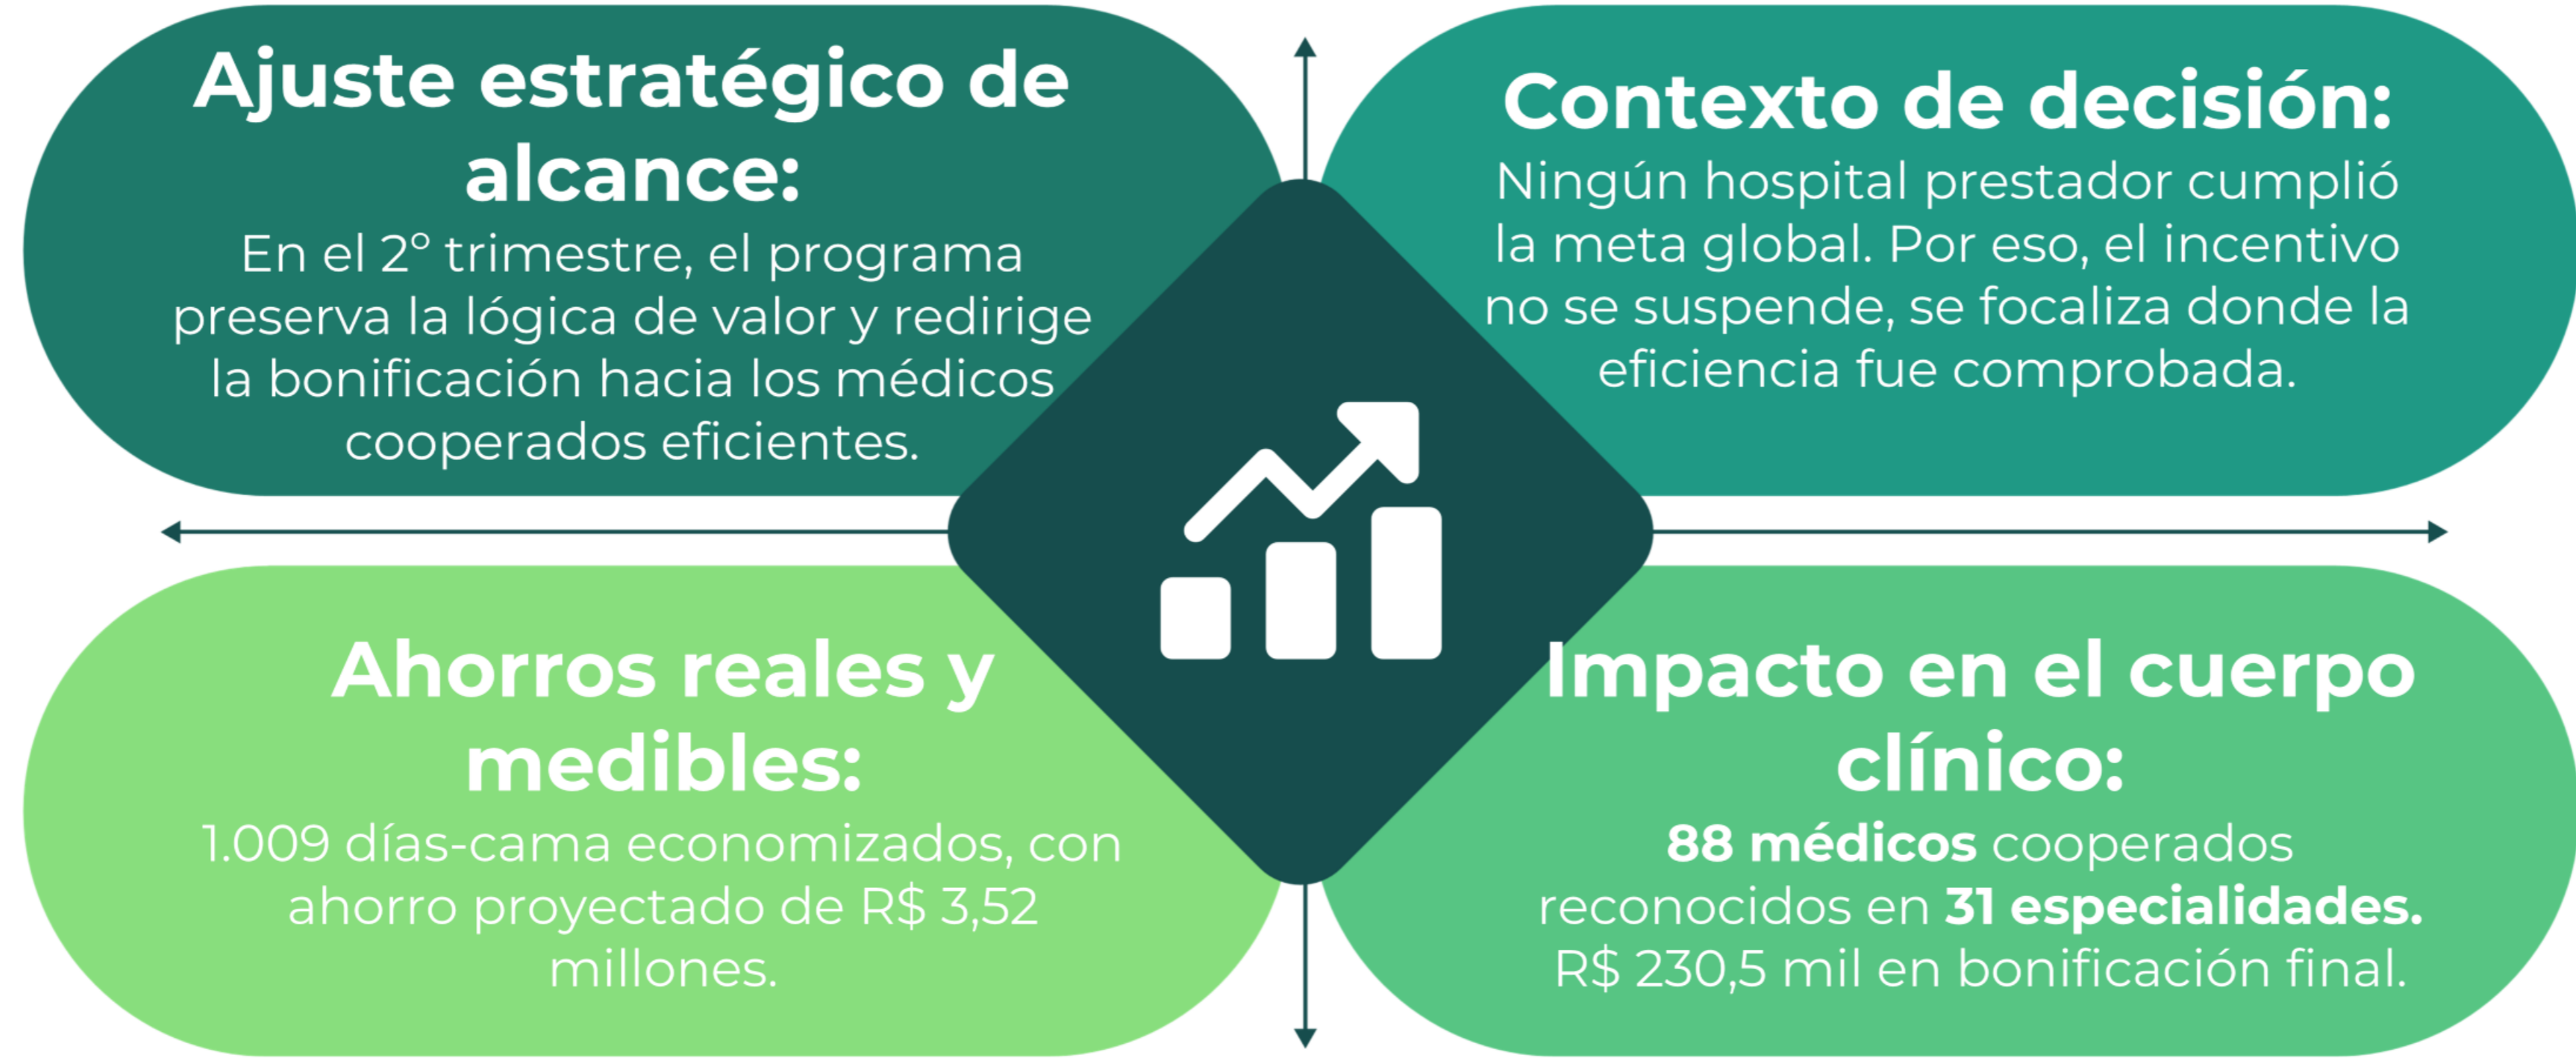 Ajuste estratégico de
alcance:
En el 2º trimestre, el programa
preserva la lógica de valor y redirige
la bonificación hacia los médicos
cooperados eficientes.
Contexto de decisión:
Ningún hospital prestador cumplió
la meta global. Por eso, el incentivo
no se suspende, se focaliza donde la
eficiencia fue comprobada.
Ahorros reales y
medibles:
1.009 días-cama economizados, con
ahorro proyectado de R$ 3,52
millones.
Impacto en el cuerpo
clínico:
88 médicos cooperados
reconocidos en 31 especialidades.
R$ 230,5 mil en bonificación final.